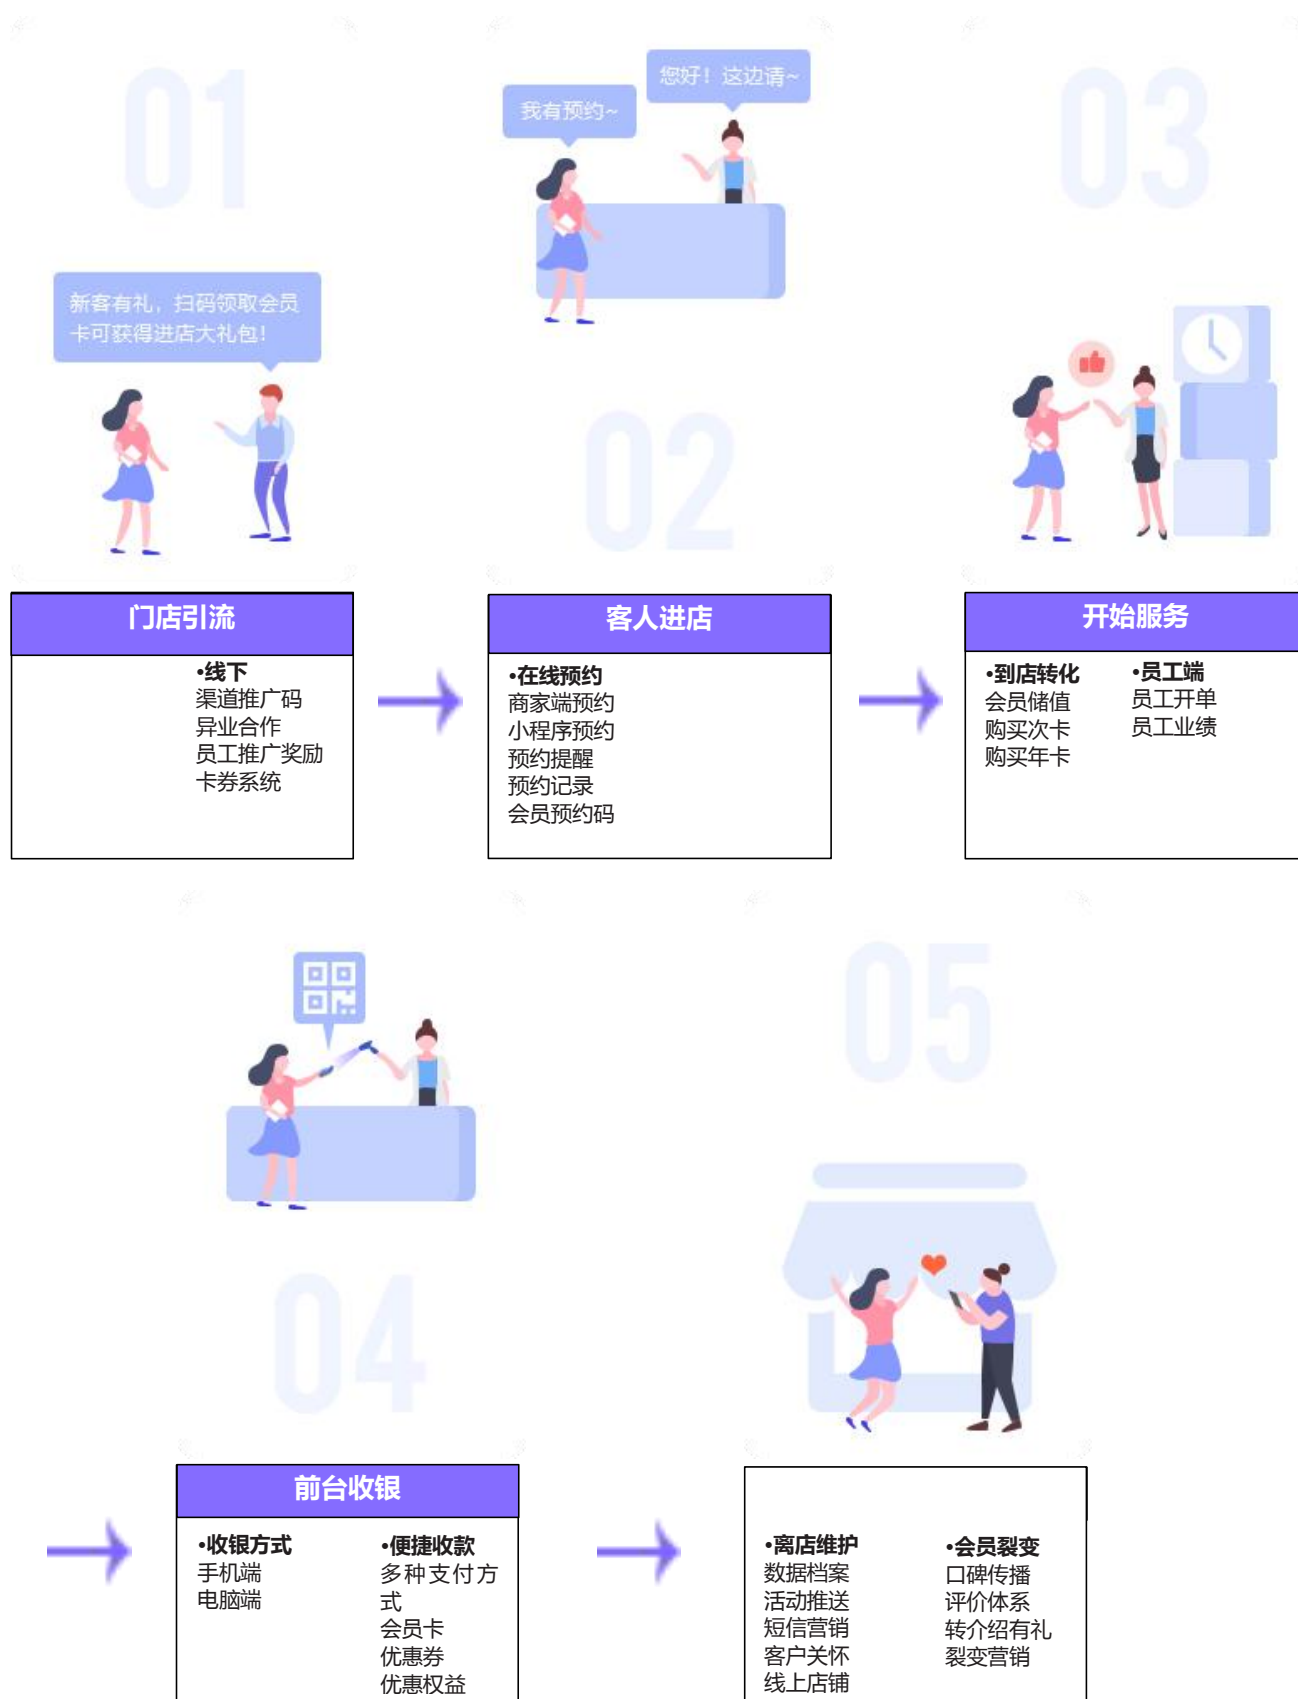 01
您好！这边请~
我有预约~
03
新客有礼，扫码领取会员
卡可获得进店大礼包！
02
门店引流
•线下
渠道推广码
异业合作
员工推广奖励
卡券系统
客人进店
•在线预约
商家端预约
小程序预约
预约提醒
预约记录
会员预约码
开始服务
•到店转化
会员储值
购买次卡
购买年卡
•员工端
员工开单
员工业绩
05
04
前台收银
•收银方式
手机端
电脑端
•便捷收款
多种支付方
式
会员卡
优惠券
优惠权益
•离店维护
数据档案
活动推送
短信营销
客户关怀
线上店铺
•会员裂变
口碑传播
评价体系
转介绍有礼
裂变营销